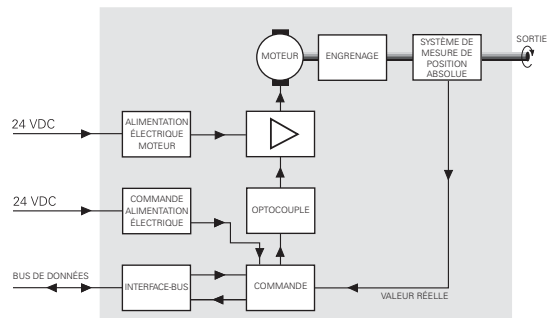 SORTIE
MOTEUR
ENGRENAGE
SYSTÈME DE
MESURE DE
POSITION
ABSOLUE
24 VDC
ALIMENTATION
ÉLECTRIQUE
MOTEUR
24 VDC
COMMANDE
ALIMENTATION
ÉLECTRIQUE
OPTOCOUPLE
BUS DE DONNÉES
INTERFACE-BUS
COMMANDE
VALEUR RÉELLE